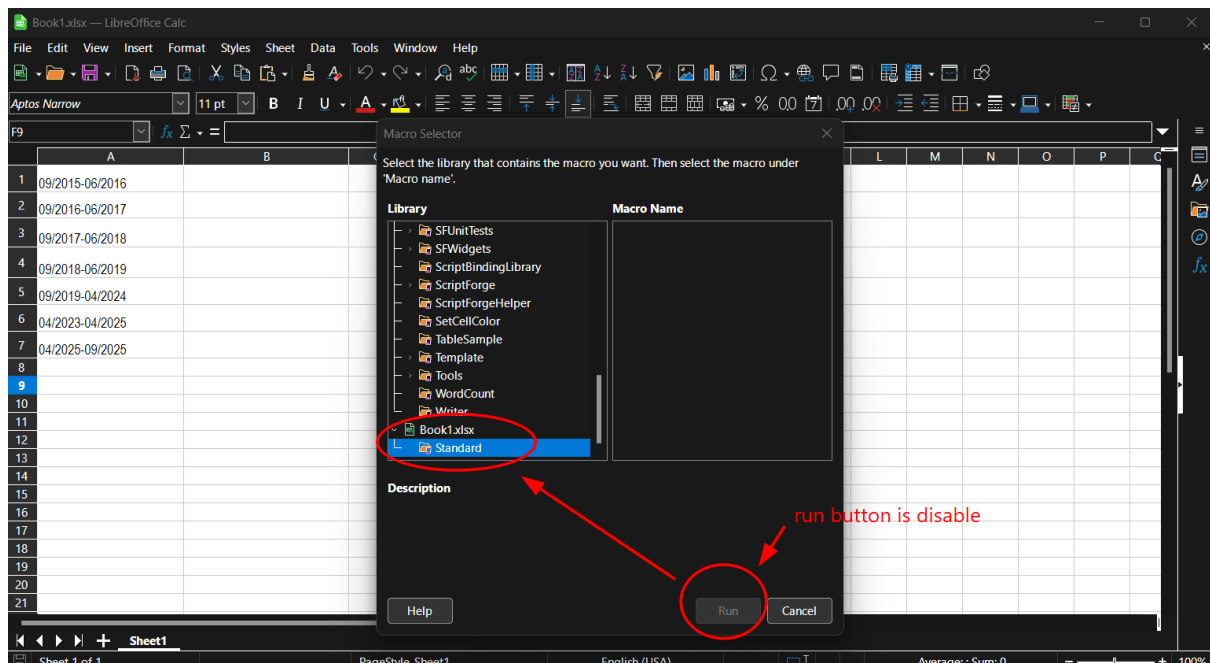 Book1.xlsx — LibreOffice Calc
File Edit View Insert Format Styles Sheet Data Tools Window Help
Aptos Narrow 11 pt B I U A % 0.0 .00 .00
F9 fx Σ =
Macro Selector
Select the library that contains the macro you want. Then select the macro under
'Macro name'.
A B L M N O P
Library Macro Name
1 09/2015-06/2016
2 09/2016-06/2017
3 09/2017-06/2018
4 09/2018-06/2019
5 09/2019-04/2024
6 04/2023-04/2025
7 04/2025-09/2025
8
9
10
11
12
13
14
15
16
17
18
19
20
21
SFUnitTests
SFWidgets
ScriptBindingLibrary
ScriptForge
ScriptForgeHelper
SetCellColor
TableSample
Template
Tools
WordCount
Writer
Book1.xlsx
Standard
Description
run button is disable
Help Run Cancel
Sheet1
Sheet 1 of 1 PageStyle_Sheet1 English (USA) Average: ; Sum: 0 100%